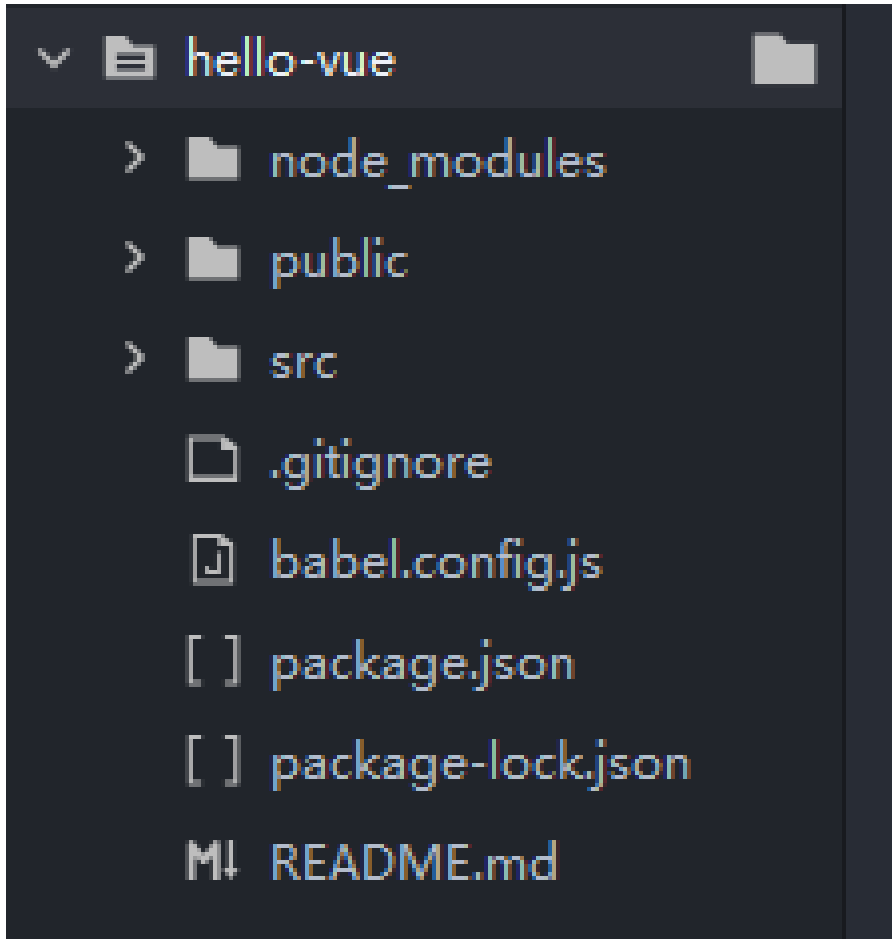 hello-vue
node_modules
public
src
.gitignore
babel.config.js
package.json
package-lock.json
README.md